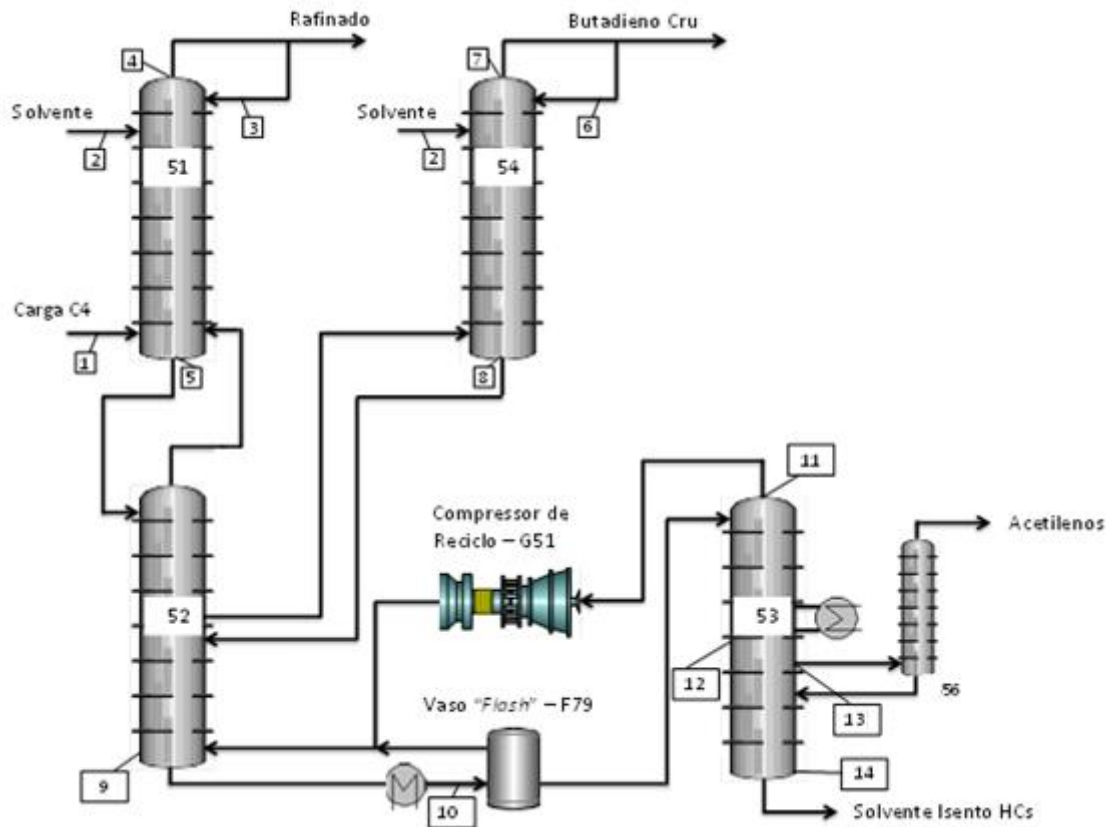 Rafinado
Butadieno Cru
4
7
Solvente
3
Solvente
6
2
51
2
54
Carga C4
1
5
8
11
Compressor de
Reciclo – G51
Acetilenos
52
53
12
13
56
Vaso "Flash" – F79
9
10
14
Solvente Isento HCs